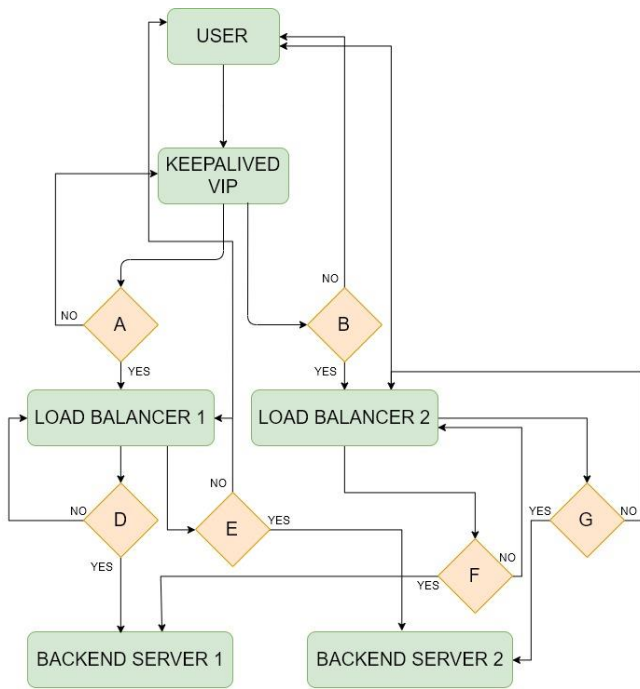 USER
KEEPALIVED
VIP
NO
NO
A
B
YES
YES
LOAD BALANCER 1
LOAD BALANCER 2
NO
NO
YES
YES
NO
D
E
G
F
NO
YES
YES
BACKEND SERVER 1
BACKEND SERVER 2